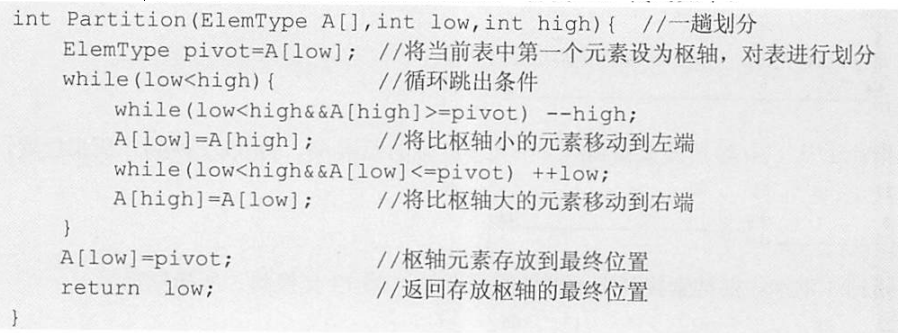 int Partition(ElemType A[],int low,int high){ //一趟划分
ElemType pivot=A[low]; //将当前表中第一个元素设为枢轴，对表进行划分
while(low<high){ //循环跳出条件
while(low<high&&A[high]>=pivot) --high;
A[low]=A[high]; //将比枢轴小的元素移动到左端
while(low<high&&A[low]<=pivot) ++low;
A[high]=A[low]; //将比枢轴大的元素移动到右端
}
A[low]=pivot; //枢轴元素存放到最终位置
return low; //返回存放枢轴的最终位置
}